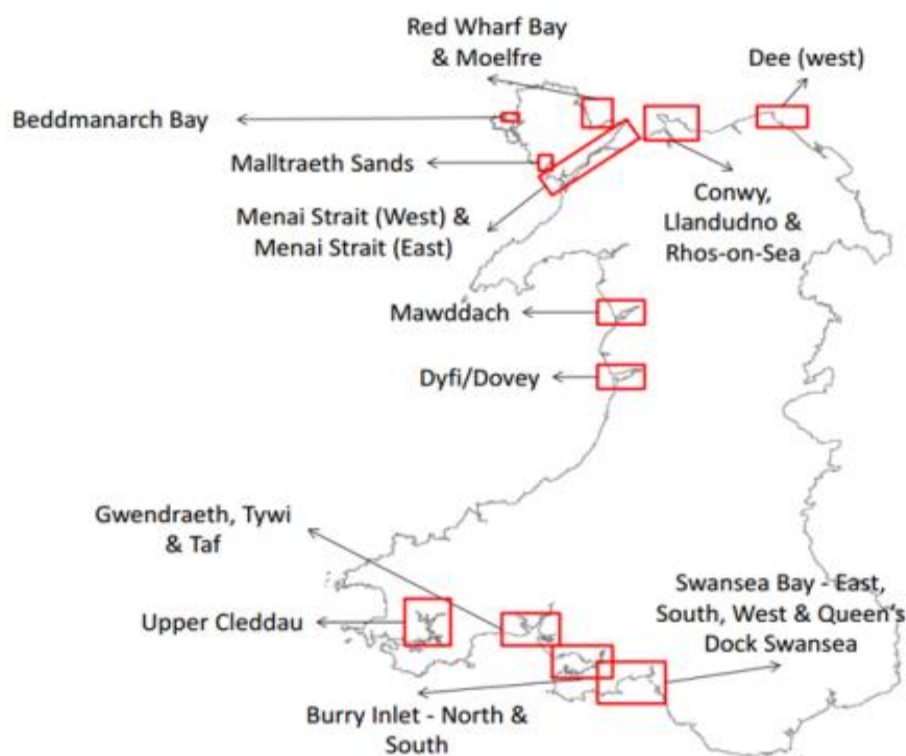 Red Wharf Bay
& Moelfre
Dee (west)
Beddmanarch Bay
Malltraeth Sands
Conwy,
Llandudno &
Rhos-on-Sea
Menai Strait (West) &
Menai Strait (East)
Mawddach
Dyfi/Dovey
Gwendraeth, Tywi
& Taf
Swansea Bay - East,
South, West & Queen's
Dock Swansea
Upper Cleddau
Burry Inlet - North &
South